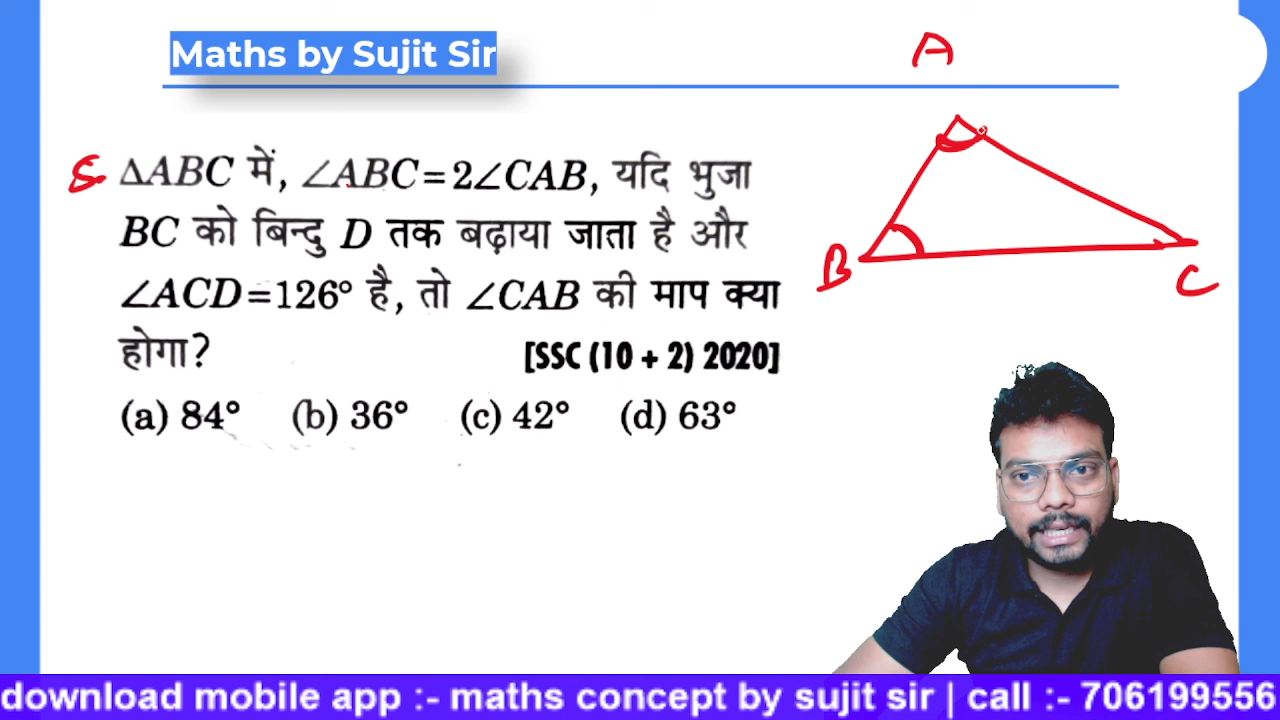 Maths by Sujit Sir
A
ΔABC में, ∠ABC=2∠CAB, यदि भुजा
BC को बिन्दु D तक बढ़ाया जाता है और
∠ACD=126° है, तो ∠CAB की माप क्या
होगा? [SSC (10 + 2) 2020]
(a) 84° (b) 36° (c) 42° (d) 63°
B
C
download mobile app :- maths concept by sujit sir | call :- 706199556